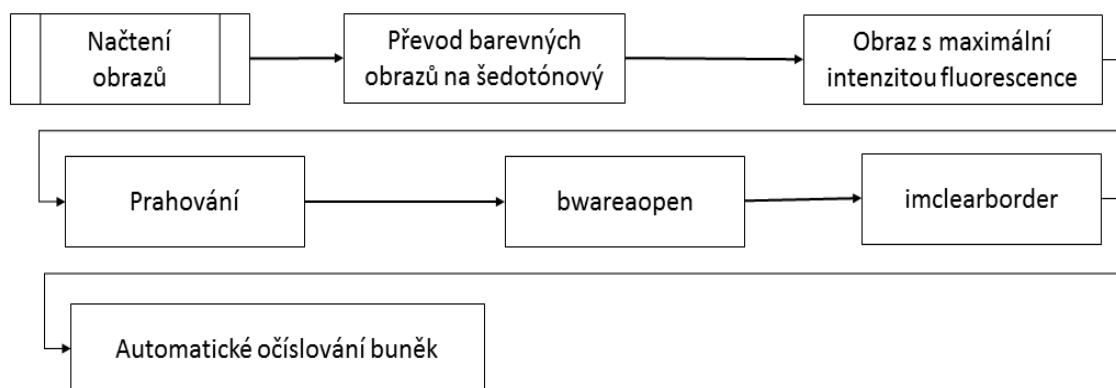 Načtení
obrazů
Převod barevných
obrazů na šedotónový
Obraz s maximální
intenzitou fluorescence
Prahování
bwareaopen
imclearborder
Automatické očíslování buněk